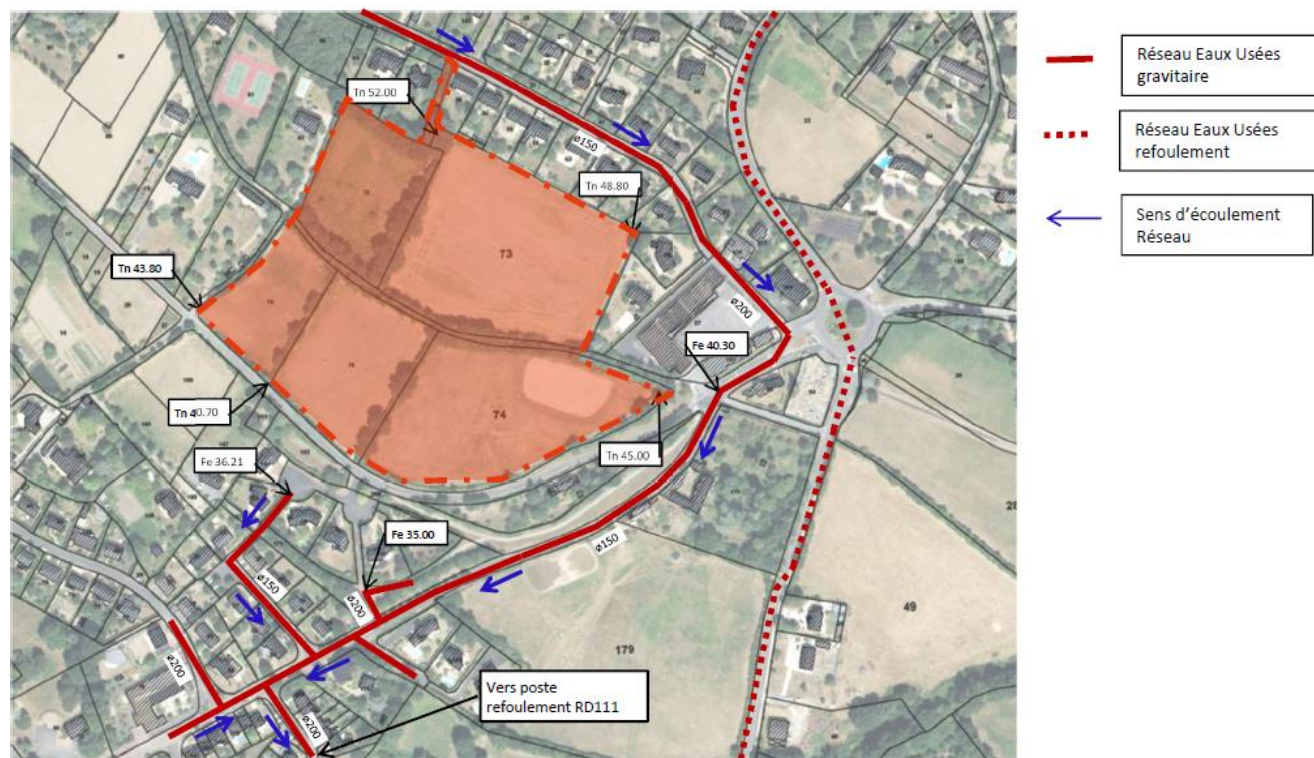 Réseau Eaux Usées
gravitaire
Réseau Eaux Usées
refoulement
Sens d'écoulement
Réseau
Tn 52.00
ø150
Tn 48.80
73
Tn 43.80
ø200
Fe 40.30
74
Tn 40.70
Tn 45.00
Fe 36.21
Fe 35.00
ø150
ø150
ø200
49
179
ø200
Vers poste
refoulement RD111
ø200
28